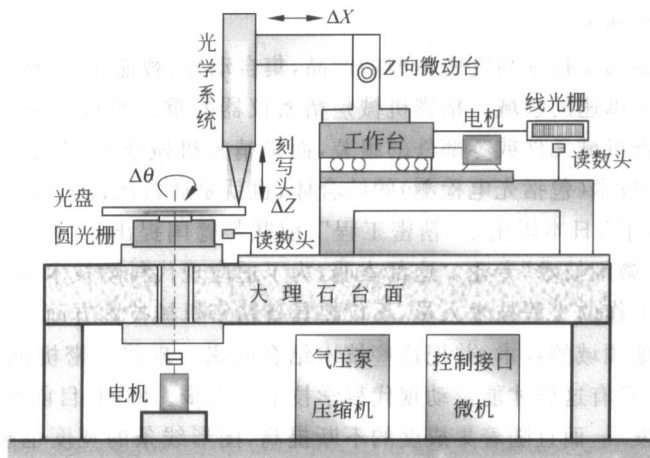 光学系统
ΔX
Z向微动台
电机
线光栅
工作台
读数头
刻写头
ΔZ
Δθ
光盘
圆光栅
读数头
大理石台面
气压泵
压缩机
控制接口
微机
电机